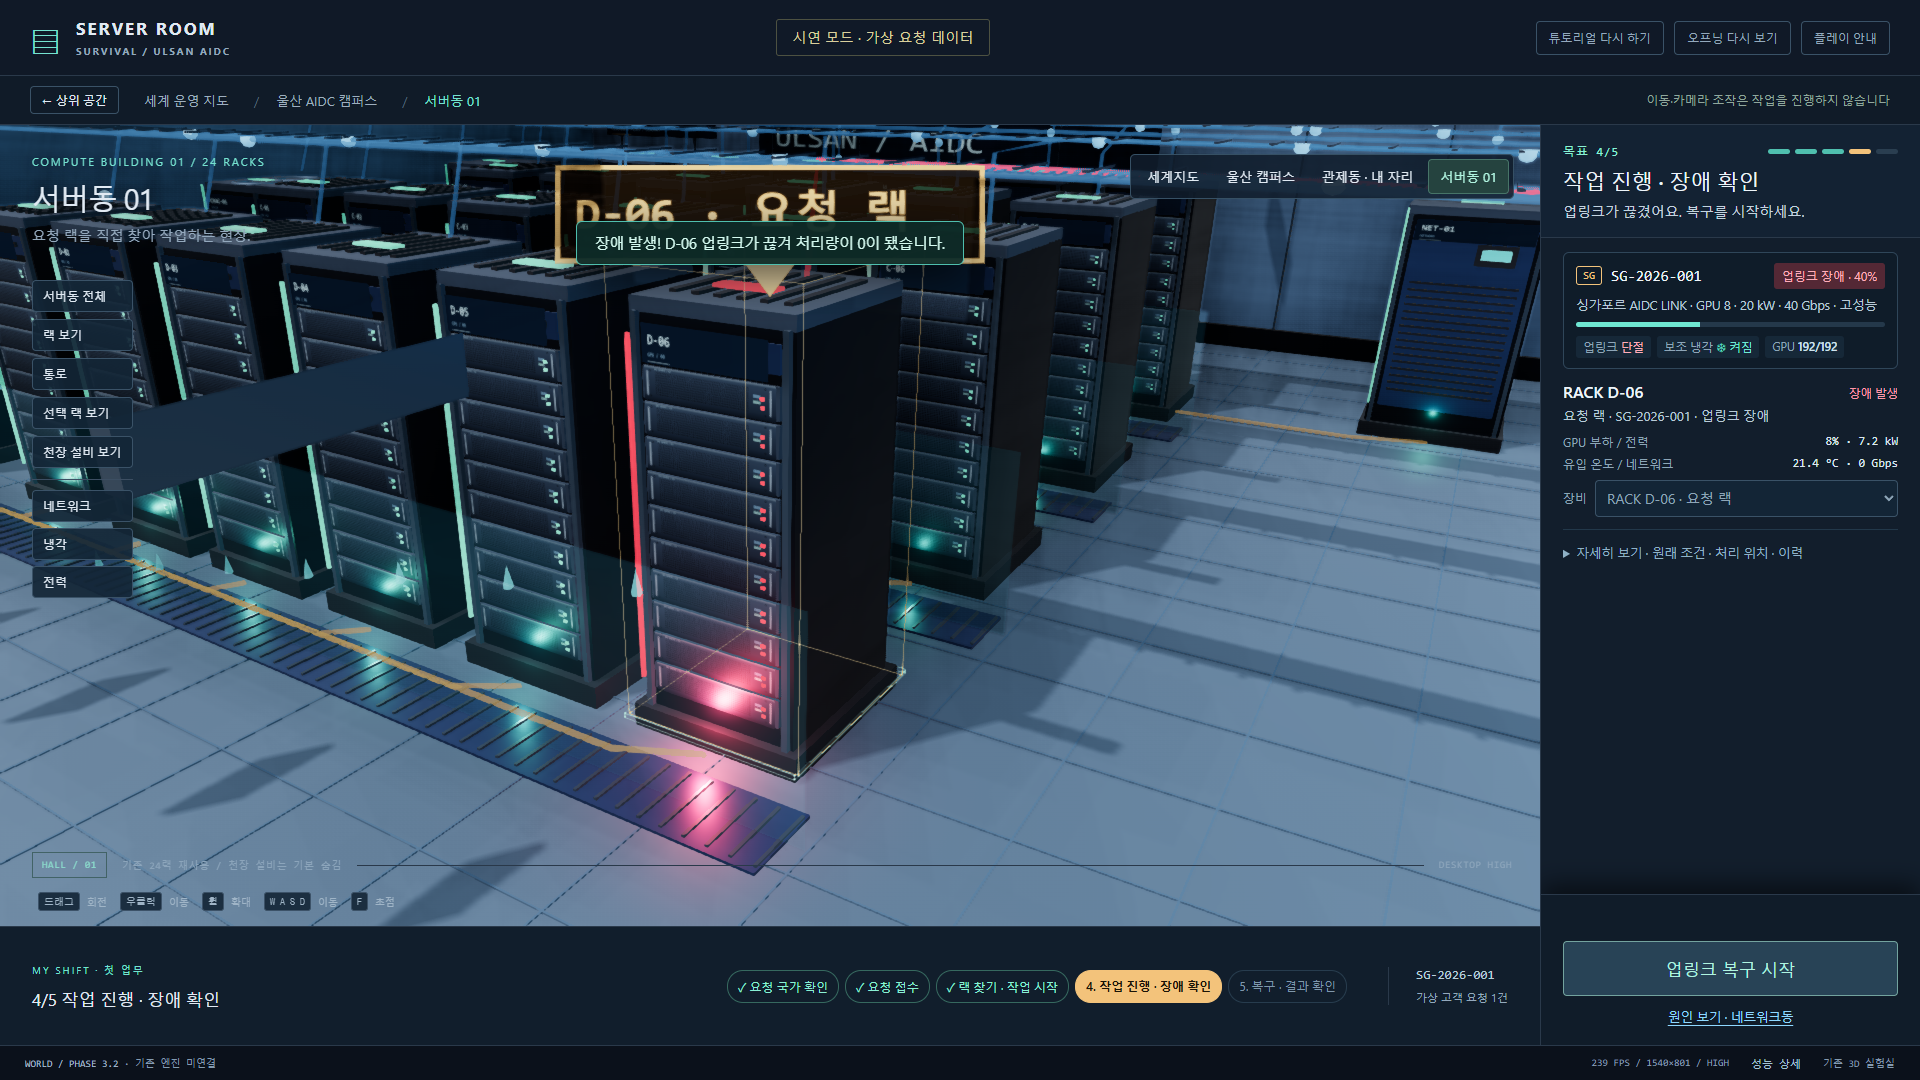 SERVER ROOM
SURVIVAL / ULSAN AIDC
시연 모드 · 가상 요청 데이터
튜토리얼 다시 하기
오프닝 다시 보기
플레이 안내
← 상위 공간
세계 운영 지도 / 울산 AIDC 캠퍼스 / 서버동 01
이동·카메라 조작은 작업을 진행하지 않습니다
COMPUTE BUILDING 01 / 24 RACKS
서버동 01
요청 랙을 직접 찾아 작업하는 현장.
ULSAN / AIDC
D-06 · 요청 랙
장애 발생! D-06 업링크가 끊겨 처리량이 0이 됐습니다.
세계지도
울산 캠퍼스
관제동 · 내 자리
서버동 01
서버동 전체
랙 보기
통로
선택 랙 보기
천장 설비 보기
네트워크
냉각
전력
D-03
D-04
D-05
D-06
C-06
NET-01
목표 4/5
작업 진행 · 장애 확인
업링크가 끊겼어요. 복구를 시작하세요.
SG SG-2026-001 업링크 장애 · 40%
싱가포르 AIDC LINK · GPU 8 · 20 kW · 40 Gbps · 고성능
업링크 단절 보조 냉각 ❄ 켜짐 GPU 192/192
RACK D-06 장애 발생
요청 랙 · SG-2026-001 · 업링크 장애
GPU 부하 / 전력 8% · 7.2 kW
유입 온도 / 네트워크 21.4 °C · 0 Gbps
장비 RACK D-06 · 요청 랙
▶ 자세히 보기 · 원래 조건 · 처리 위치 · 이력
HALL / 01 기존 24랙 재사용 / 천장 설비는 기본 숨김
DESKTOP HIGH
드래그 회전 우클릭 이동 휠 확대 W A S D 이동 F 초점
업링크 복구 시작
원인 보기 · 네트워크동
MY SHIFT · 첫 업무
4/5 작업 진행 · 장애 확인
✓ 요청 국가 확인
✓ 요청 접수
✓ 랙 찾기 · 작업 시작
4. 작업 진행 · 장애 확인
5. 복구 · 결과 확인
SG-2026-001
가상 고객 요청 1건
WORLD / PHASE 3.2 · 기존 엔진 미연결
239 FPS / 1540×801 / HIGH
성능 상세
기존 3D 실험실